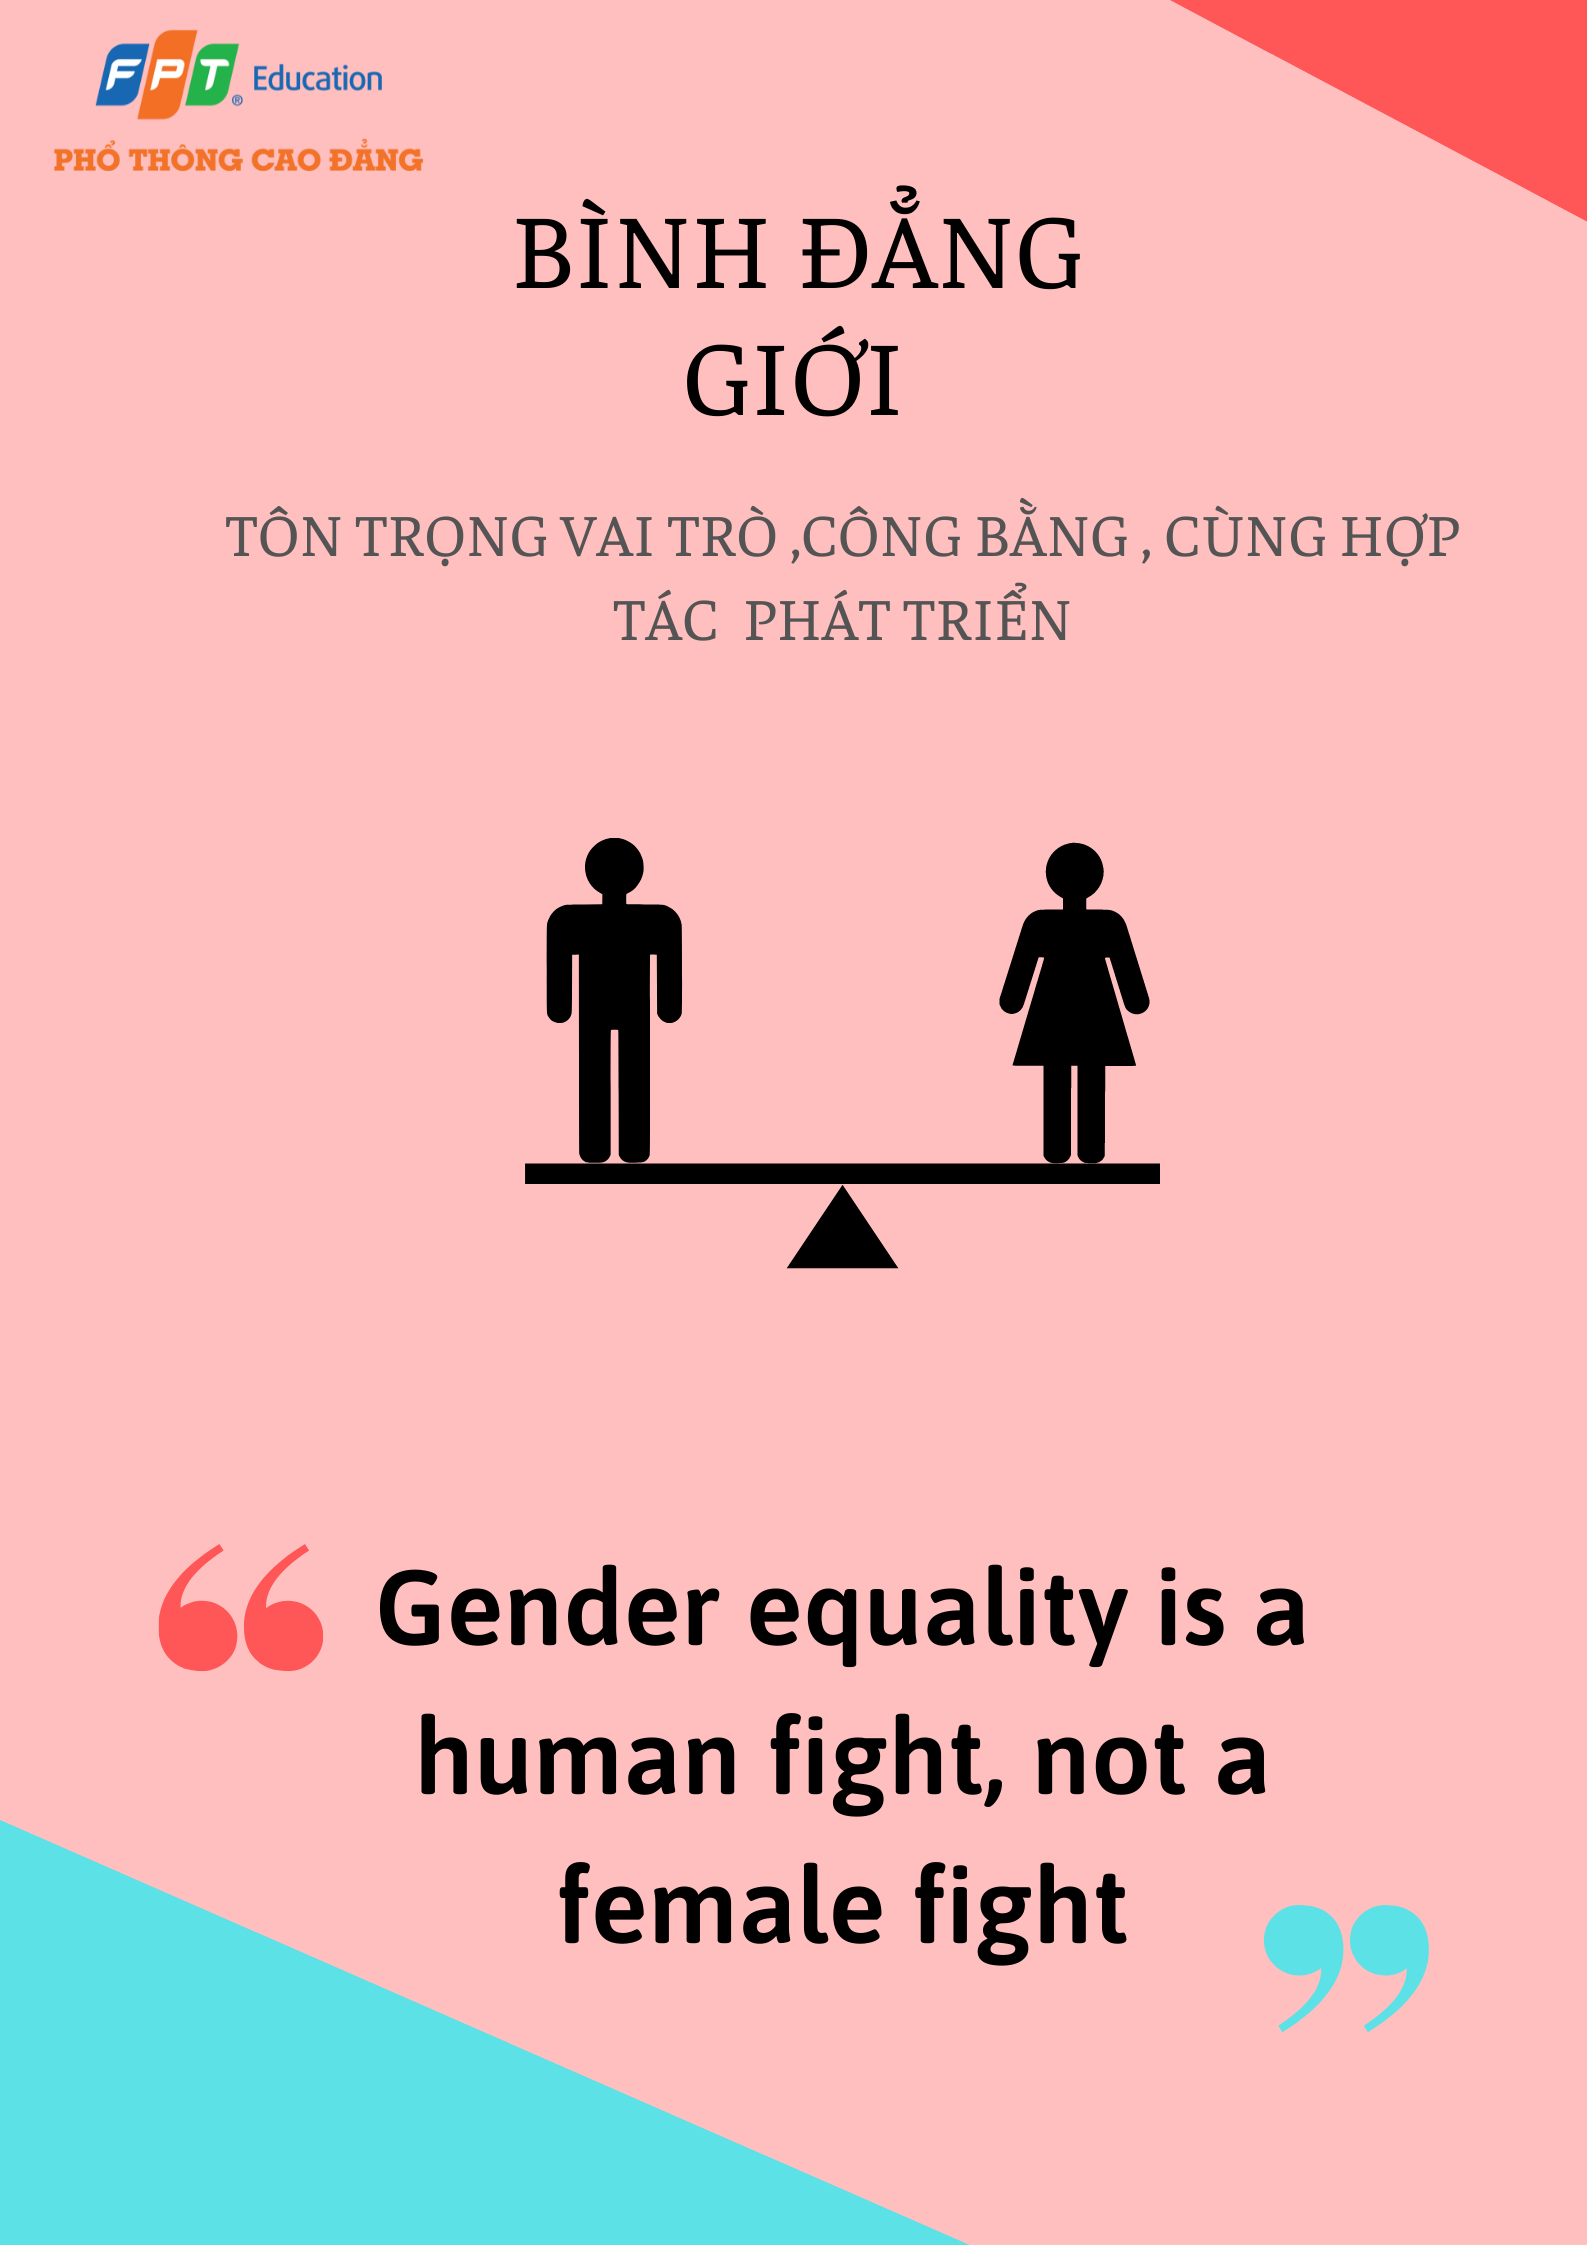 FPT® Education
PHỔ THÔNG CAO ĐẲNG
BÌNH ĐẲNG
GIỚI
TÔN TRỌNG VAI TRÒ ,CÔNG BẰNG , CÙNG HỢP
TÁC  PHÁT TRIỂN
“ Gender equality is a
human fight, not a
female fight ”